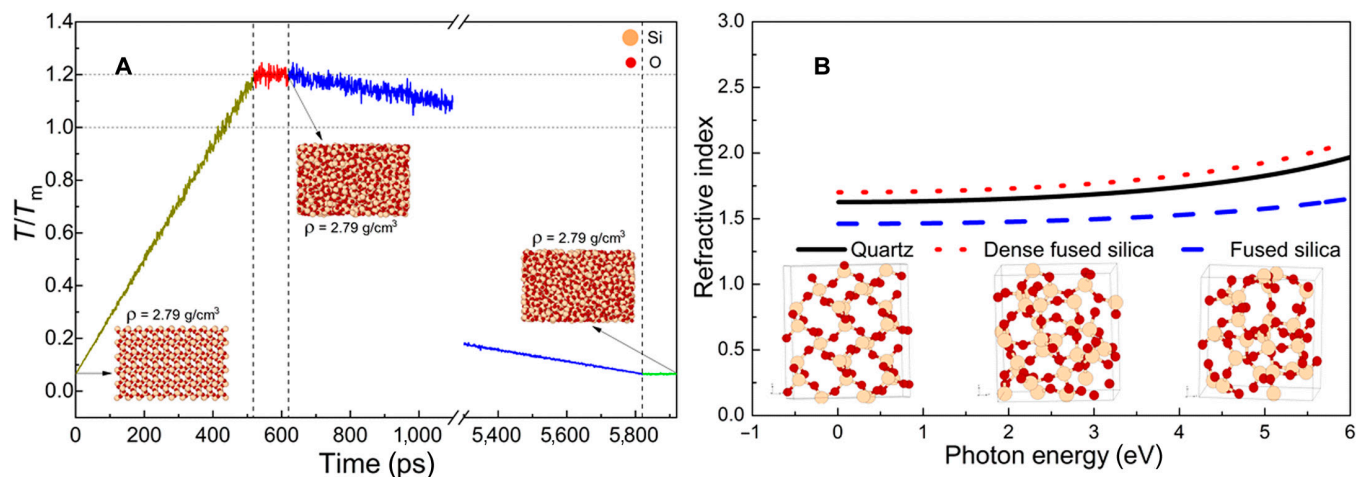 A
Si
O
T/Tm
1.4
1.2
1.0
0.8
0.6
0.4
0.2
0.0
ρ = 2.79 g/cm³
ρ = 2.79 g/cm³
ρ = 2.79 g/cm³
0
200
400
600
800
1,000
5,400
5,600
5,800
Time (ps)
B
Refractive index
3.0
2.5
2.0
1.5
1.0
0.5
0.0
Quartz
Dense fused silica
Fused silica
−1
0
1
2
3
4
5
6
Photon energy (eV)